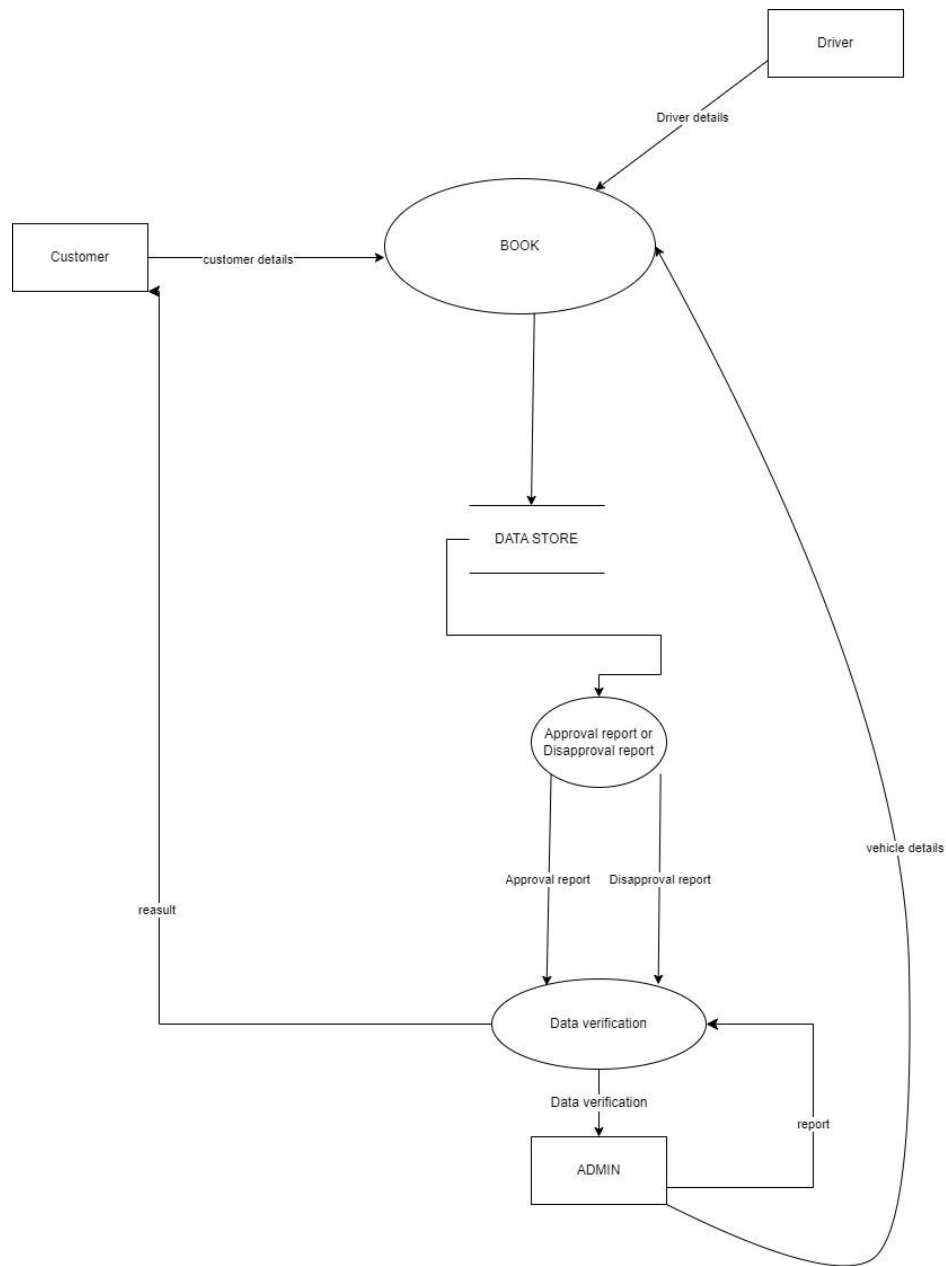 Driver
Driver details
BOOK
Customer
customer details
DATA STORE
Approval report or
Disapproval report
Approval report
Disapproval report
vehicle details
reasult
Data verification
Data verification
report
ADMIN